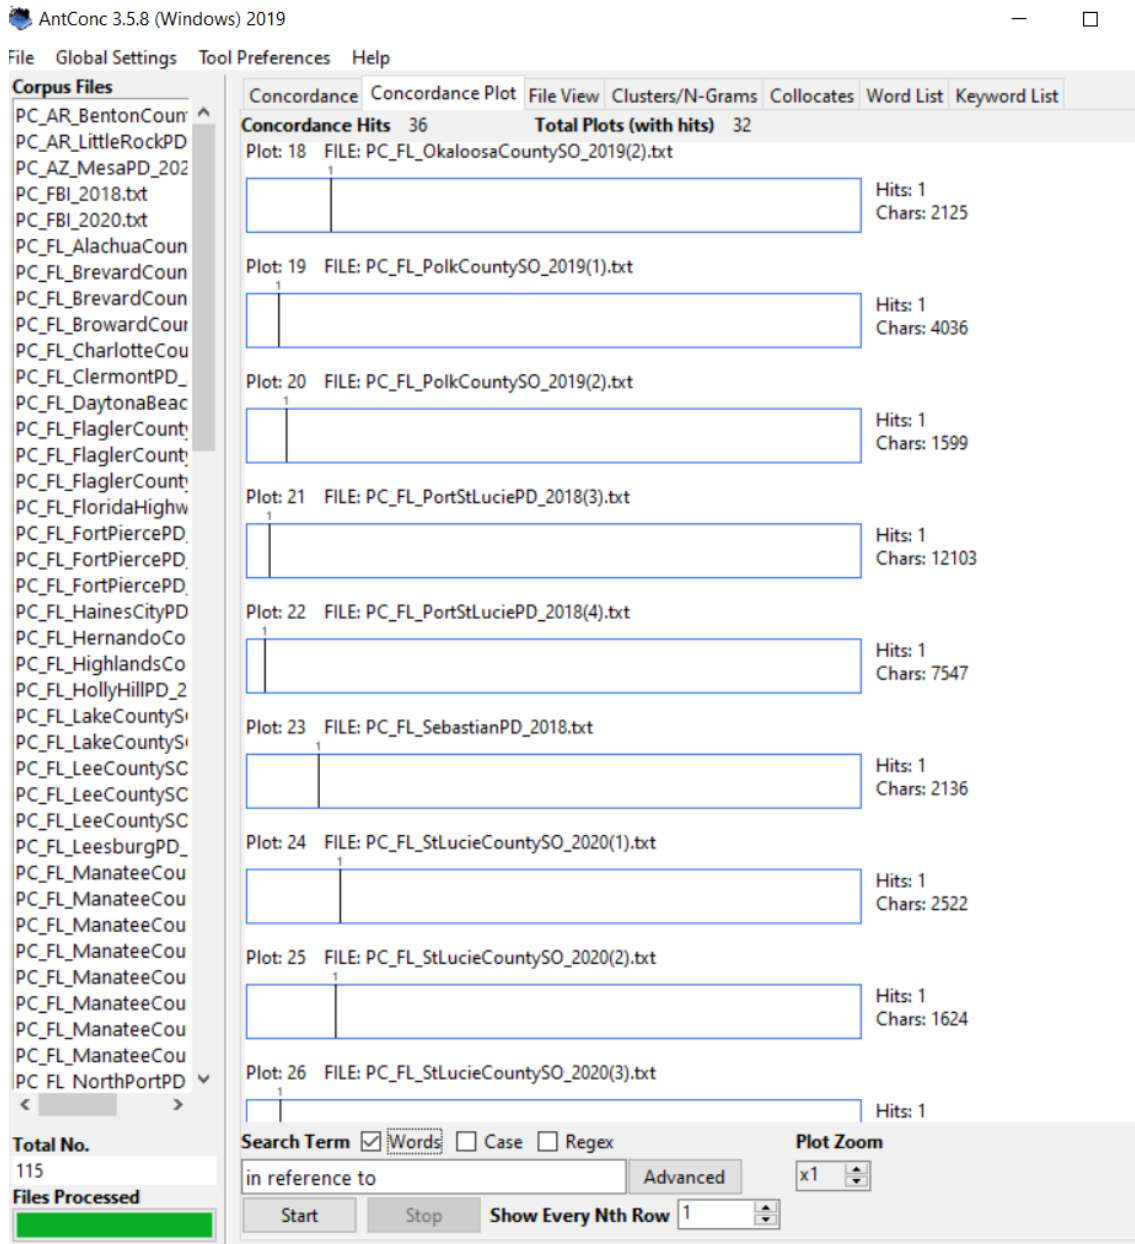 AntConc 3.5.8 (Windows) 2019
File Global Settings Tool Preferences Help
Corpus Files
PC_AR_BentonCoun
PC_AR_LittleRockPD
PC_AZ_MesaPD_202
PC_FBI_2018.txt
PC_FBI_2020.txt
PC_FL_AlachuaCoun
PC_FL_BrevardCoun
PC_FL_BrevardCoun
PC_FL_BrowardCour
PC_FL_CharlotteCou
PC_FL_ClermontPD_
PC_FL_DaytonaBeac
PC_FL_FlaglerCounty
PC_FL_FlaglerCounty
PC_FL_FlaglerCounty
PC_FL_FloridaHighw
PC_FL_FortPiercePD_
PC_FL_FortPiercePD_
PC_FL_FortPiercePD_
PC_FL_HainesCityPD
PC_FL_HernandoCo
PC_FL_HighlandsCo
PC_FL_HollyHillPD_2
PC_FL_LakeCountyS
PC_FL_LakeCountyS
PC_FL_LeeCountySO
PC_FL_LeeCountySO
PC_FL_LeeCountySO
PC_FL_LeesburgPD_
PC_FL_ManateeCou
PC_FL_ManateeCou
PC_FL_ManateeCou
PC_FL_ManateeCou
PC_FL_ManateeCou
PC_FL_ManateeCou
PC_FL_ManateeCou
PC_FL_ManateeCou
PC_FL_NorthPortPD
Total No.
115
Files Processed
Concordance Concordance Plot File View Clusters/N-Grams Collocates Word List Keyword List
Concordance Hits 36 Total Plots (with hits) 32
Plot: 18 FILE: PC_FL_OkaloosaCountySO_2019(2).txt
1
Hits: 1
Chars: 2125
Plot: 19 FILE: PC_FL_PolkCountySO_2019(1).txt
1
Hits: 1
Chars: 4036
Plot: 20 FILE: PC_FL_PolkCountySO_2019(2).txt
1
Hits: 1
Chars: 1599
Plot: 21 FILE: PC_FL_PortStLuciePD_2018(3).txt
1
Hits: 1
Chars: 12103
Plot: 22 FILE: PC_FL_PortStLuciePD_2018(4).txt
1
Hits: 1
Chars: 7547
Plot: 23 FILE: PC_FL_SebastianPD_2018.txt
1
Hits: 1
Chars: 2136
Plot: 24 FILE: PC_FL_StLucieCountySO_2020(1).txt
1
Hits: 1
Chars: 2522
Plot: 25 FILE: PC_FL_StLucieCountySO_2020(2).txt
1
Hits: 1
Chars: 1624
Plot: 26 FILE: PC_FL_StLucieCountySO_2020(3).txt
1
Hits: 1
Search Term Words Case Regex Plot Zoom
in reference to Advanced x1
Start Stop Show Every Nth Row 1